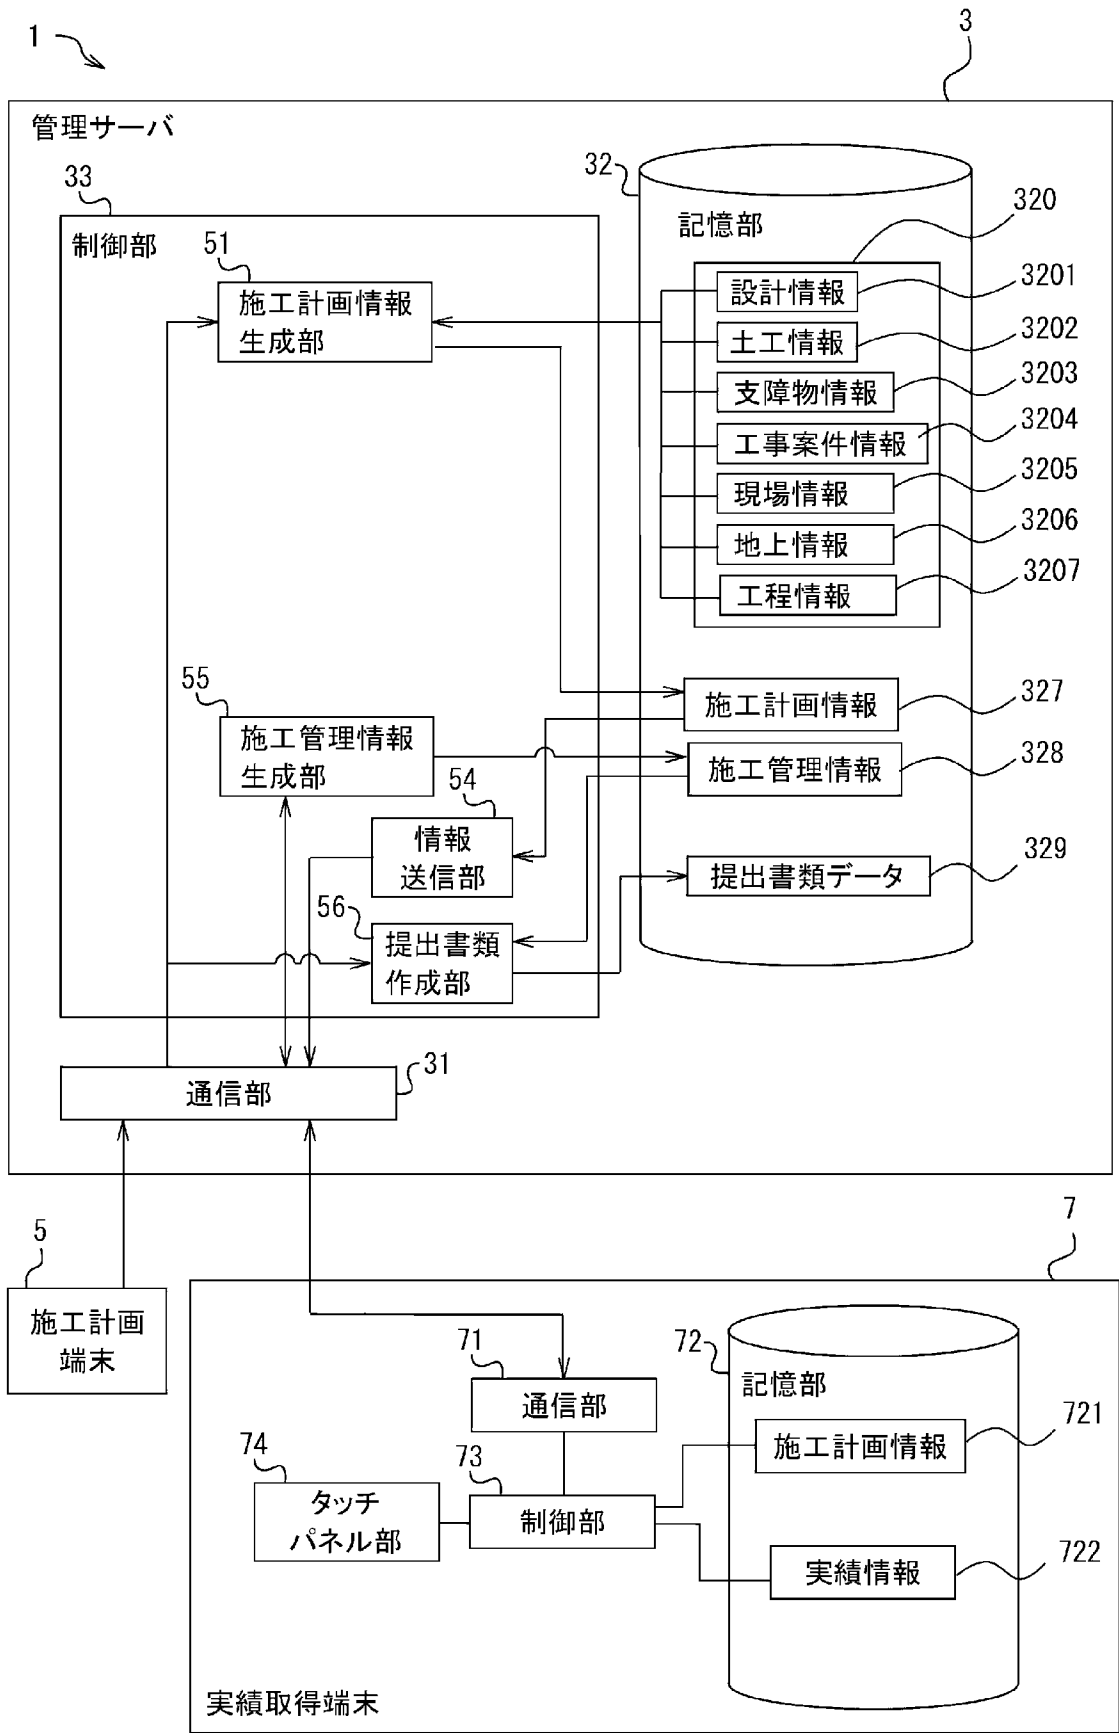 1
3
管理サーバ
33
制御部
51
施工計画情報
生成部
32
記憶部
320
設計情報
3201
土工情報
3202
支障物情報
3203
工事案件情報
3204
現場情報
3205
地上情報
3206
工程情報
3207
施工計画情報
327
55
施工管理情報
生成部
施工管理情報
328
54
情報
送信部
提出書類データ
329
56
提出書類
作成部
通信部
31
5
施工計画
端末
7
71
通信部
72
記憶部
施工計画情報
721
74
タッチ
パネル部
73
制御部
実績情報
722
実績取得端末